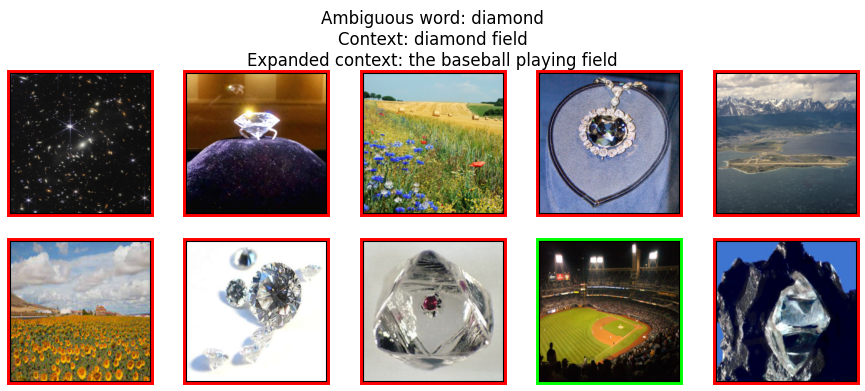 Ambiguous word: diamond
Context: diamond field
Expanded context: the baseball playing field